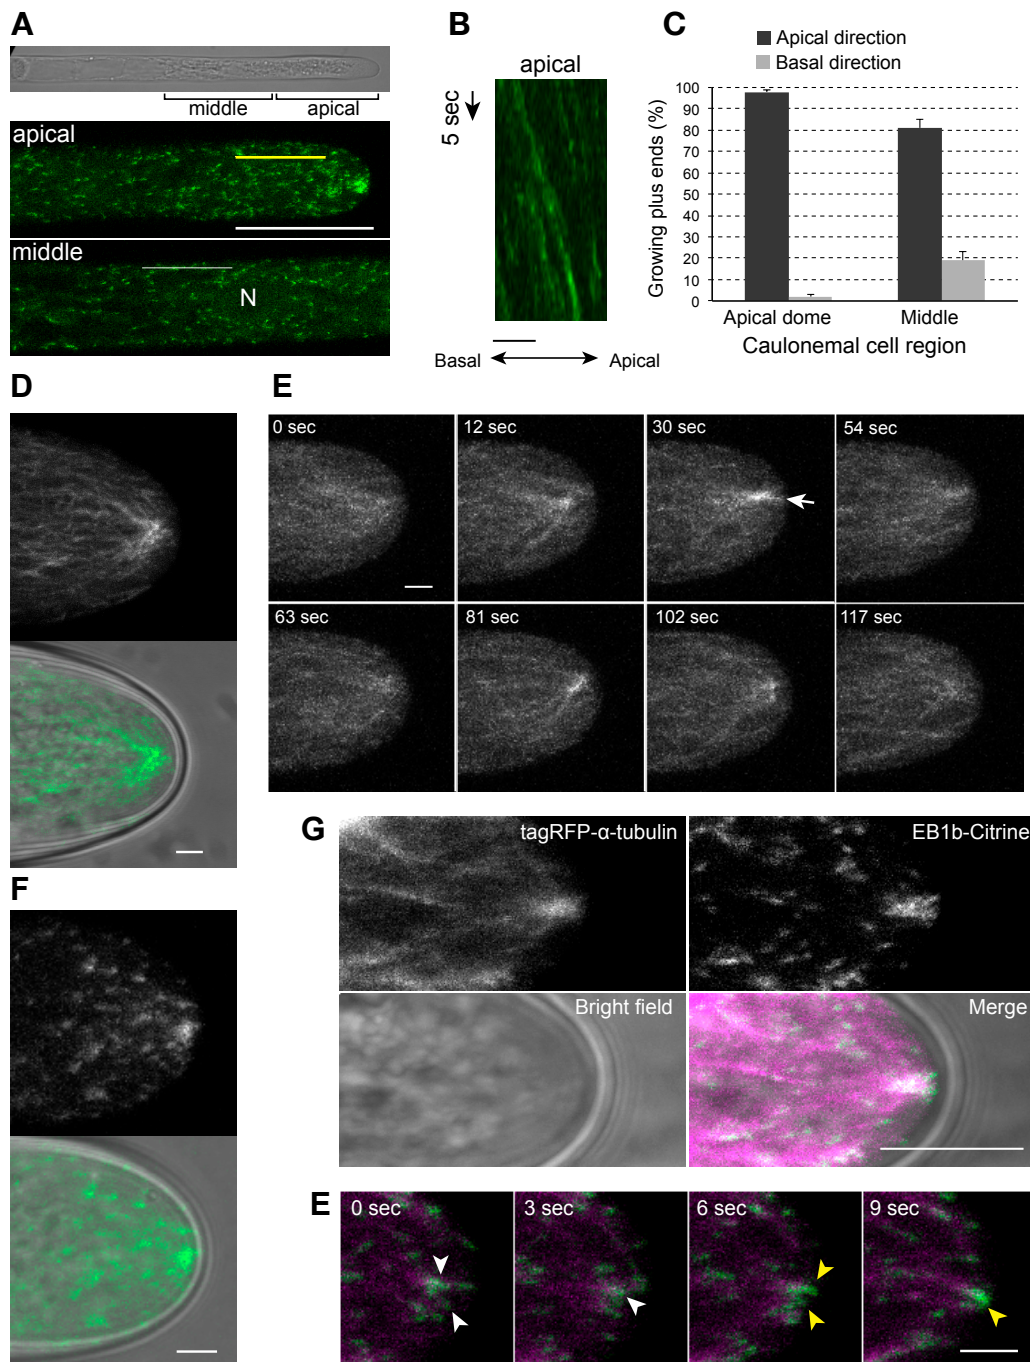 A
middle
apical
apical
middle
N
B
apical
5 sec
Basal
Apical
C
Apical direction
Basal direction
Growing plus ends (%)
100
90
80
70
60
50
40
30
20
10
0
Apical dome
Middle
Caulonemal cell region
D
E
0 sec
12 sec
30 sec
54 sec
63 sec
81 sec
102 sec
117 sec
F
G
tagRFP-α-tubulin
EB1b-Citrine
Bright field
Merge
E
0 sec
3 sec
6 sec
9 sec